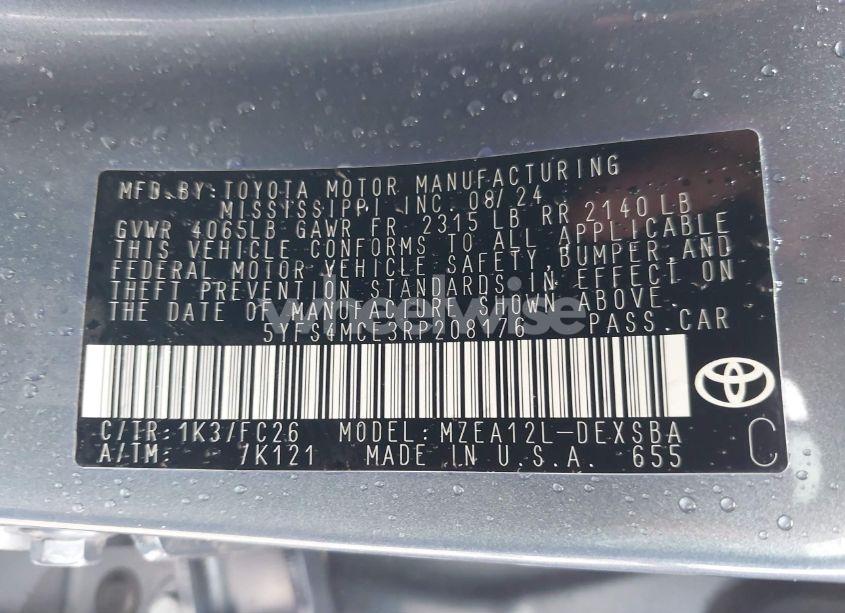 MFD.BY:TOYOTA MOTOR MANUFACTURING
MISSISSIPPI INC. 08/24
GVWR 4065LB GAWR FR 2315 LB RR 2140 LB
THIS VEHICLE CONFORMS TO ALL APPLICABLE
FEDERAL MOTOR VEHICLE SAFETY, BUMPER, AND
THEFT PREVENTION STANDARDS IN EFFECT ON
THE DATE OF MANUFACTURE SHOWN ABOVE.
PASS.CAR
wheelwise
C/TR: 1K3/FC26 MODEL: MZEA12L-DEXSBA
A/TM: /K121 MADE IN U.S.A. 655
C